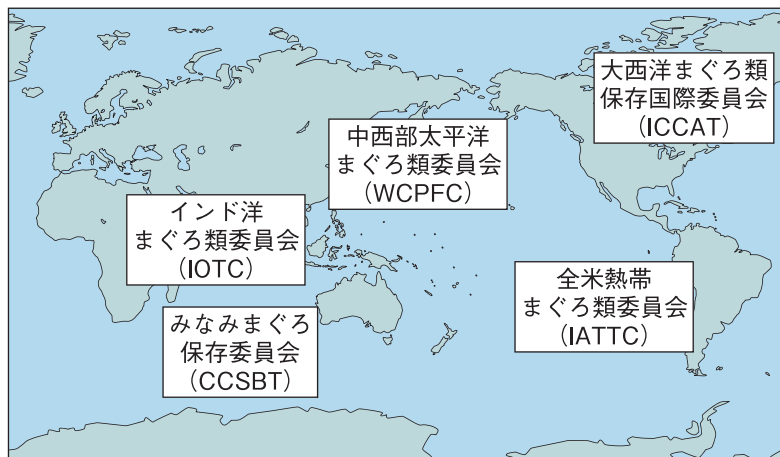 大西洋まぐろ類
保存国際委員会
（ICCAT）
中西部太平洋
まぐろ類委員会
（WCPFC）
インド洋
まぐろ類委員会
（IOTC）
全米熱帯
まぐろ類委員会
（IATTC）
みなみまぐろ
保存委員会
（CCSBT）